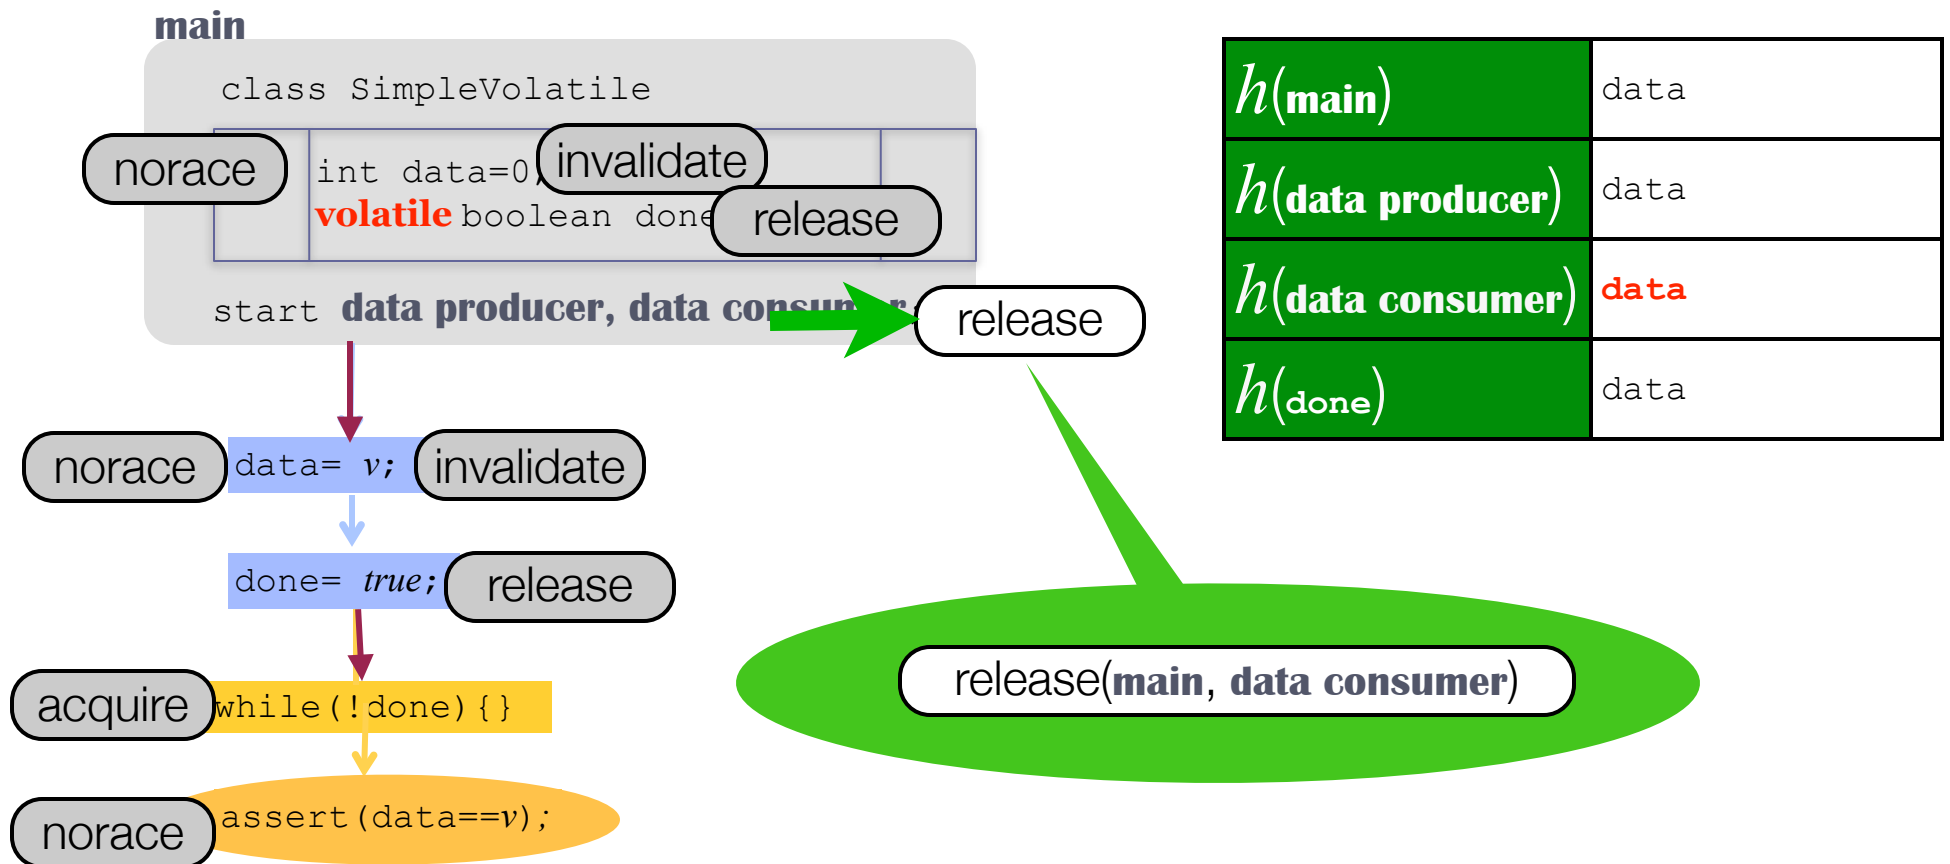 main
class SimpleVolatile
norace
int data=0;
invalidate
volatile boolean done
release
start data producer, data consumer
release
norace
data= v;
invalidate
done= true;
release
acquire
while(!done){}
norace
assert(data==v);
h(main)
data
h(data producer)
data
h(data consumer)
data
h(done)
data
release(main, data consumer)